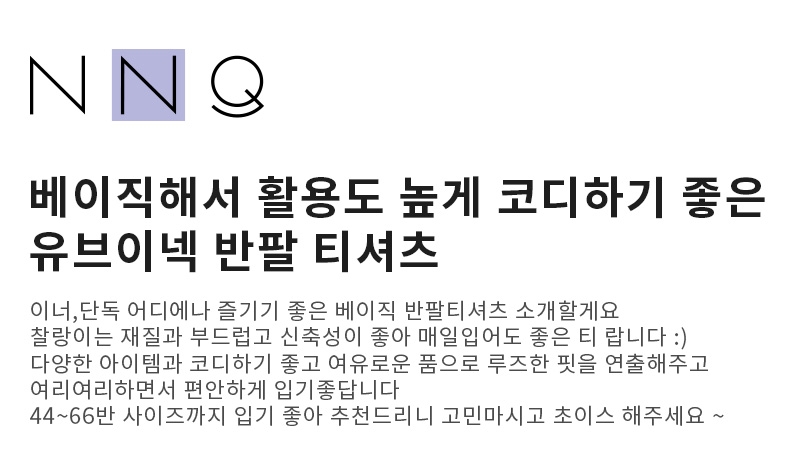 NNQ
베이직해서 활용도 높게 코디하기 좋은
유브이넥 반팔 티셔츠
이너,단독 어디에나 즐기기 좋은 베이직 반팔티셔츠 소개할게요
찰랑이는 재질과 부드럽고 신축성이 좋아 매일입어도 좋은 티 랍니다 :)
다양한 아이템과 코디하기 좋고 여유로운 품으로 루즈한 핏을 연출해주고
여리여리하면서 편안하게 입기좋답니다
44~66반 사이즈까지 입기 좋아 추천드리니 고민마시고 초이스 해주세요 ~